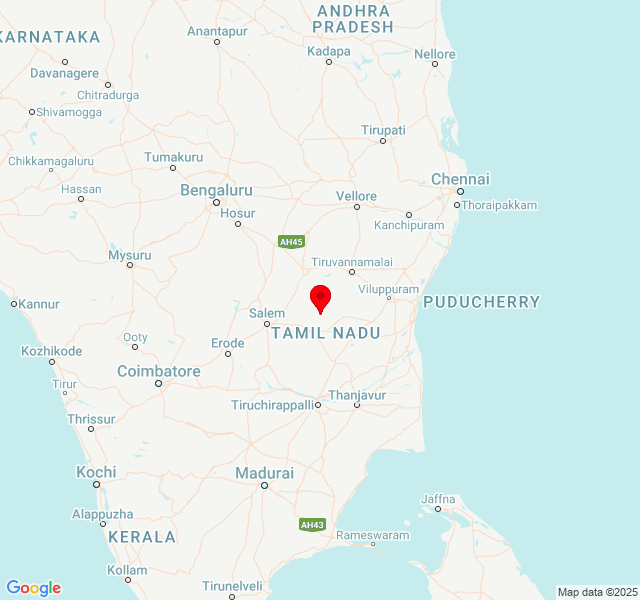 ANDHRA
PRADESH
KARNATAKA
Anantapur
Kadapa
Nellore
Davanagere
Chitradurga
Shivamogga
Tirupati
Chikkamagaluru
Tumakuru
Chennai
Hassan
Bengaluru
Vellore
Thoraipakkam
Hosur
Kanchipuram
AH45
Mysuru
Tiruvannamalai
Viluppuram
Kannur
PUDUCHERRY
Salem
TAMIL NADU
Ooty
Erode
Kozhikode
Coimbatore
Tirur
Thanjavur
Tiruchirappalli
Thrissur
Kochi
Madurai
Jaffna
Alappuzha
AH43
KERALA
Rameswaram
Kollam
Tirunelveli
Google
Map data ©2025